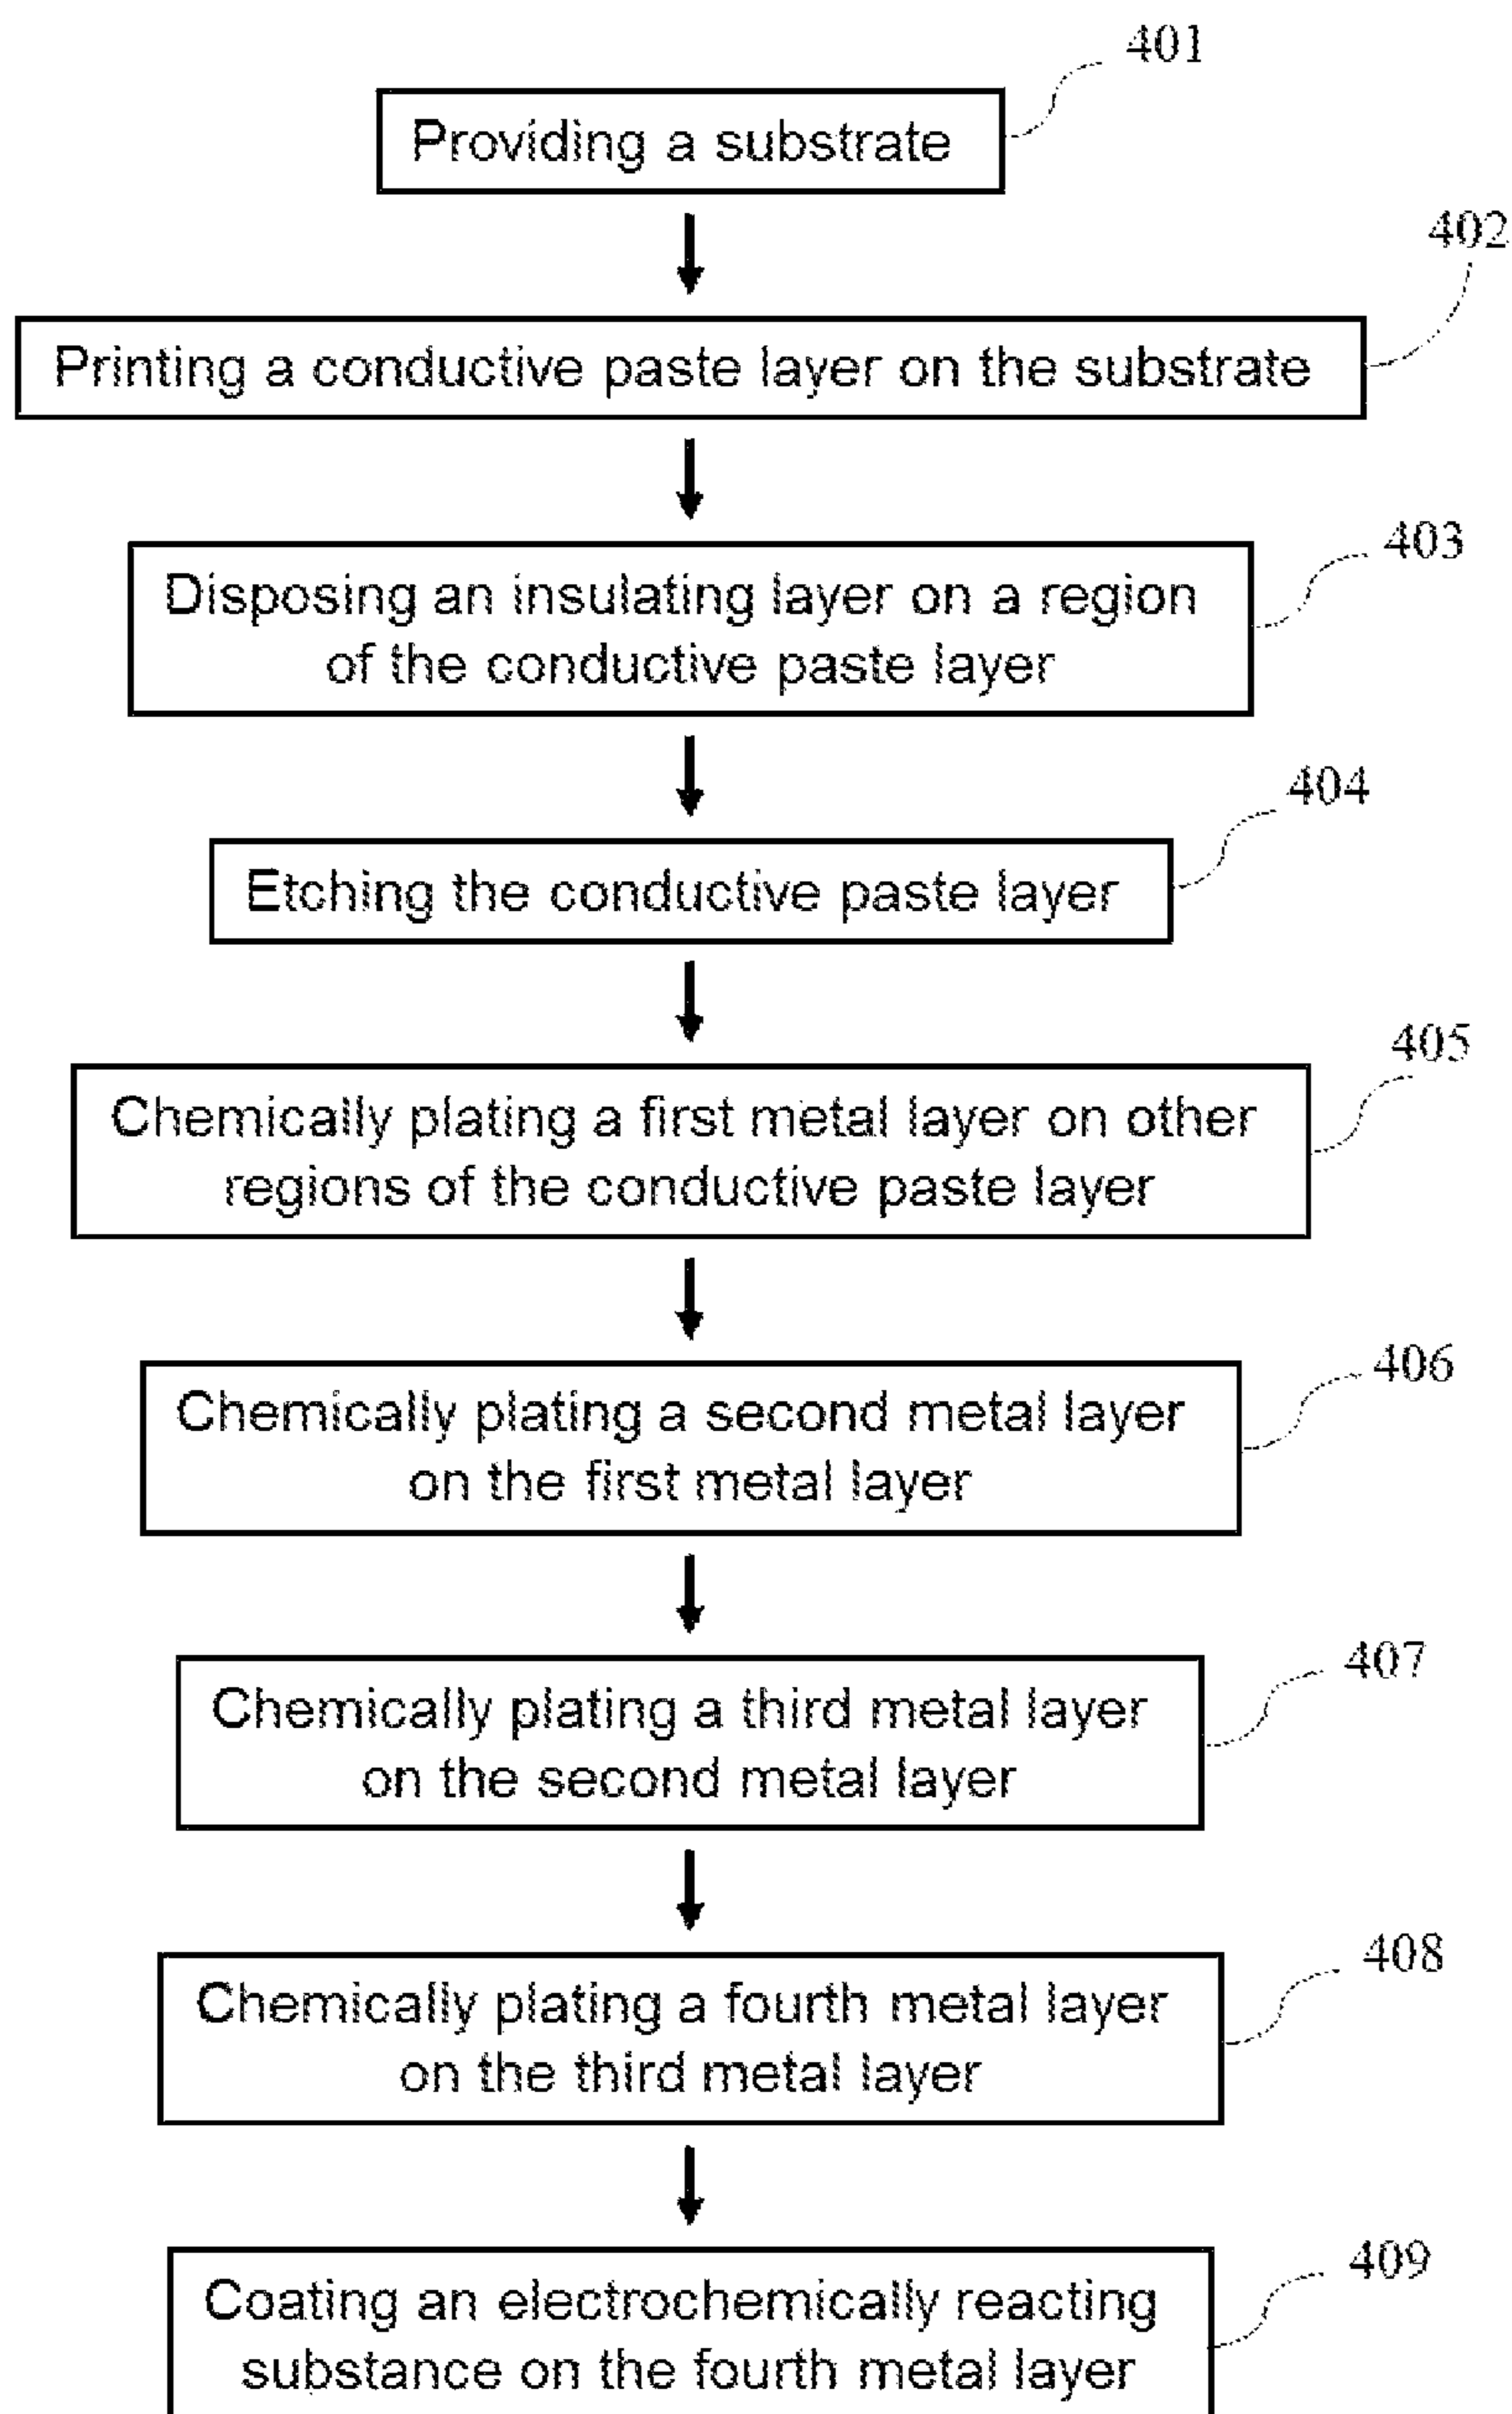 401
Providing a substrate
402
Printing a conductive paste layer on the substrate
403
Disposing an insulating layer on a region
of the conductive paste layer
404
Etching the conductive paste layer
405
Chemically plating a first metal layer on other
regions of the conductive paste layer
406
Chemically plating a second metal layer
on the first metal layer
407
Chemically plating a third metal layer
on the second metal layer
408
Chemically plating a fourth metal layer
on the third metal layer
409
Coating an electrochemically reacting
substance on the fourth metal layer